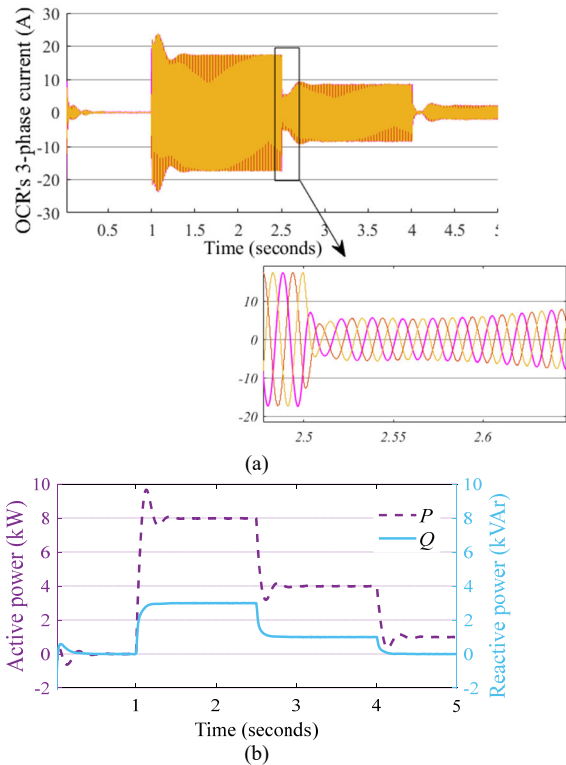 OCR's 3-phase current (A)
30
20
10
0
-10
-20
-30
0.5 1 1.5 2 2.5 3 3.5 4 4.5 5
Time (seconds)
10
0
-10
-20
2.5 2.55 2.6
(a)
Active power (kW)
10
8
6
4
2
0
-2
P
Q
10
8
6
4
2
0
-2
Reactive power (kVAr)
1 2 3 4 5
Time (seconds)
(b)